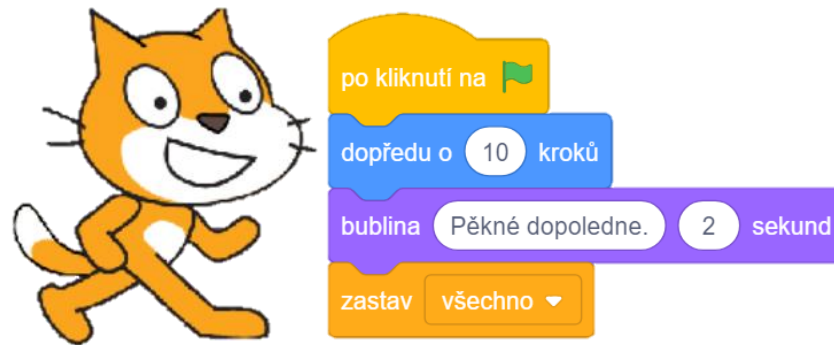 po kliknutí na
dopředu o 10 kroků
bublina Pěkné dopoledne. 2 sekund
zastav všechno